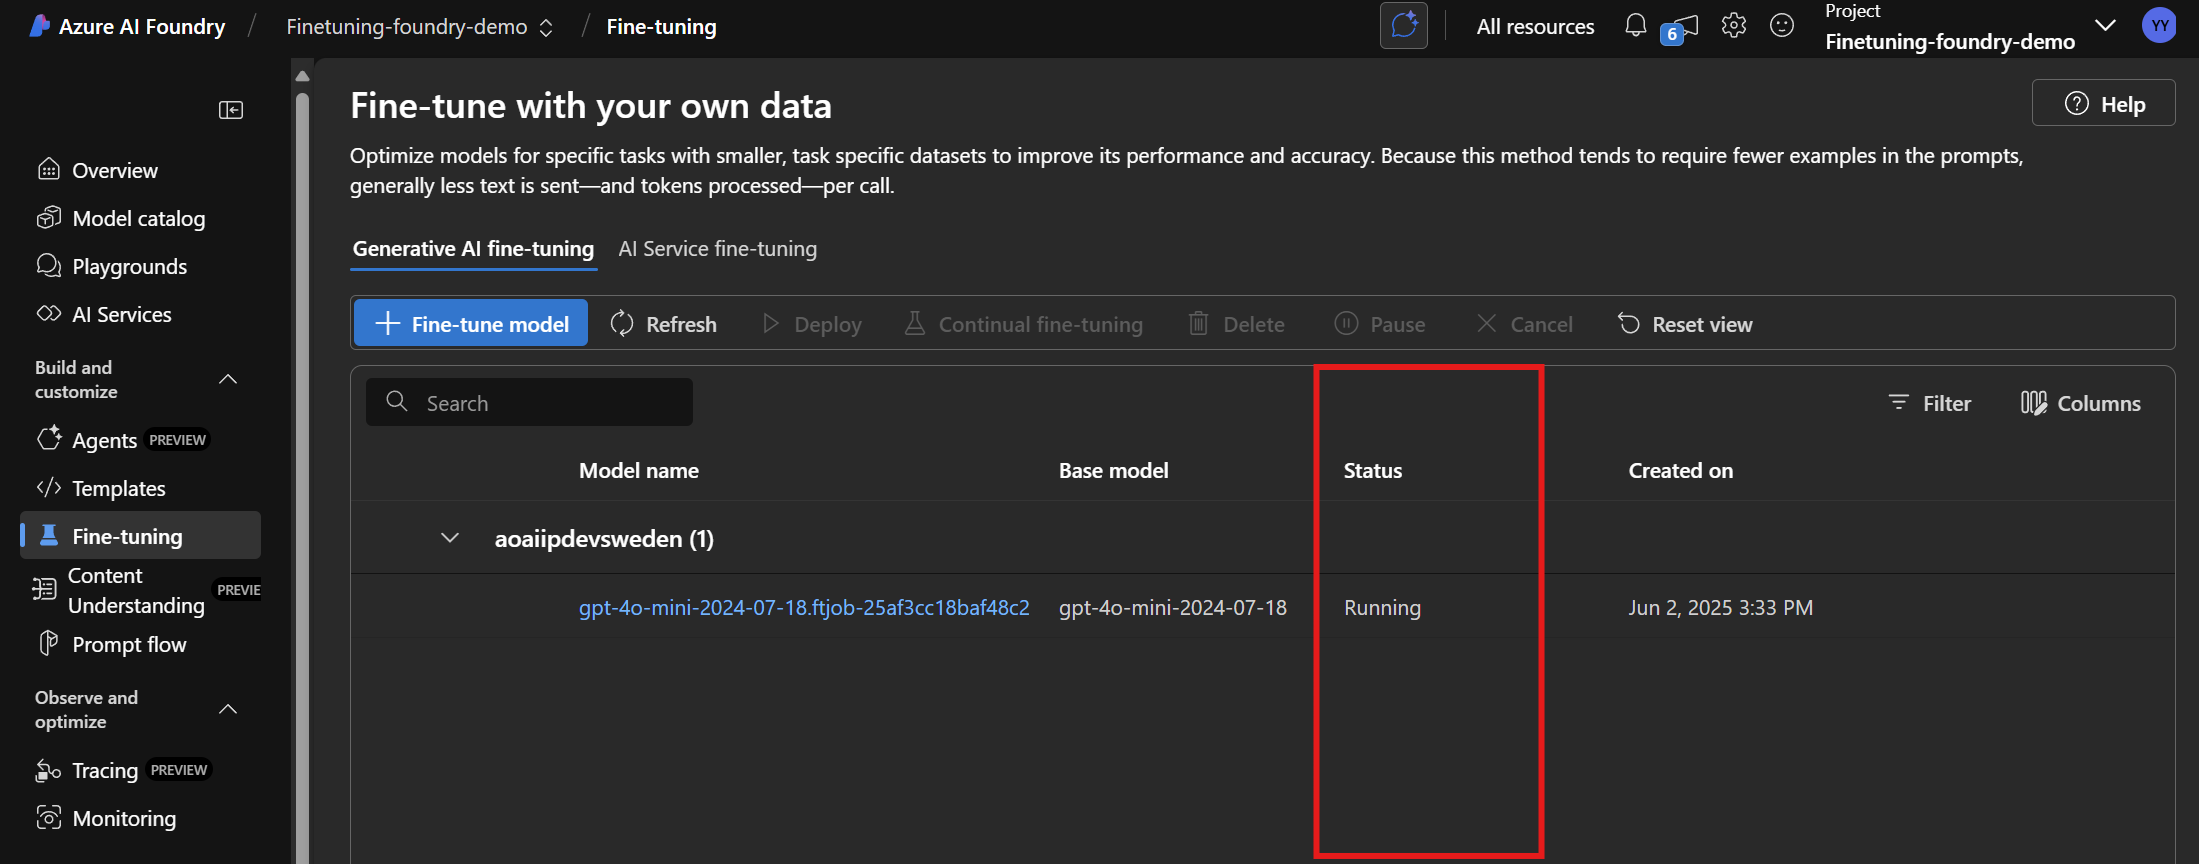 Azure AI Foundry / Finetuning-foundry-demo / Fine-tuning
All resources
6
Project
Finetuning-foundry-demo
YY
Overview
Model catalog
Playgrounds
AI Services
Build and
customize
Agents PREVIEW
Templates
Fine-tuning
Content
Understanding PREVIE
Prompt flow
Observe and
optimize
Tracing PREVIEW
Monitoring
Fine-tune with your own data
Help
Optimize models for specific tasks with smaller, task specific datasets to improve its performance and accuracy. Because this method tends to require fewer examples in the prompts,
generally less text is sent—and tokens processed—per call.
Generative AI fine-tuning AI Service fine-tuning
Fine-tune model Refresh Deploy Continual fine-tuning Delete Pause Cancel Reset view
Search Filter Columns
Model name Base model Status Created on
aoaiipdevsweden (1)
gpt-4o-mini-2024-07-18.ftjob-25af3cc18baf48c2 gpt-4o-mini-2024-07-18 Running Jun 2, 2025 3:33 PM